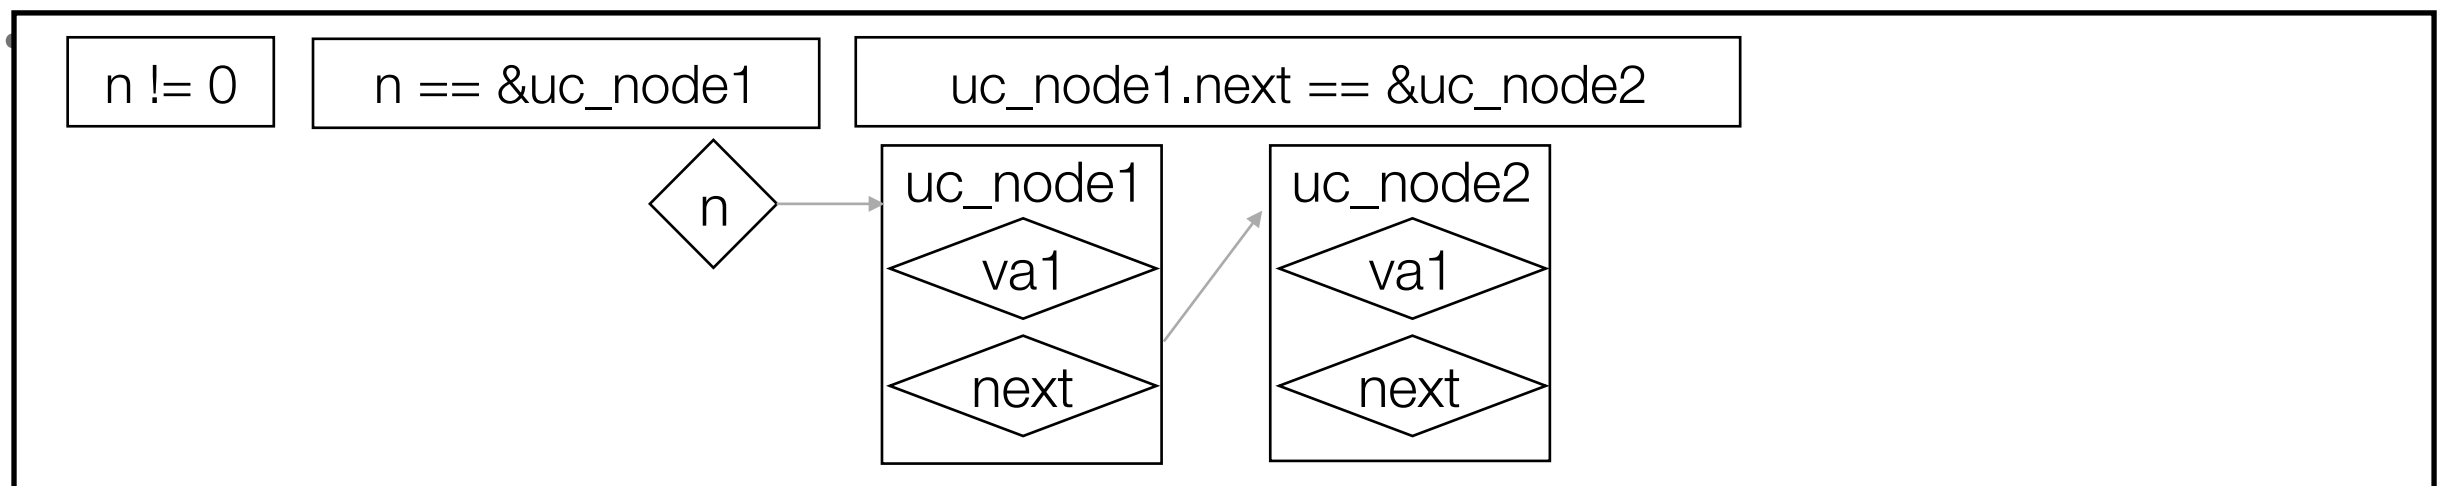 n != 0
n == &uc_node1
uc_node1.next == &uc_node2
n
uc_node1
va1
next
uc_node2
va1
next